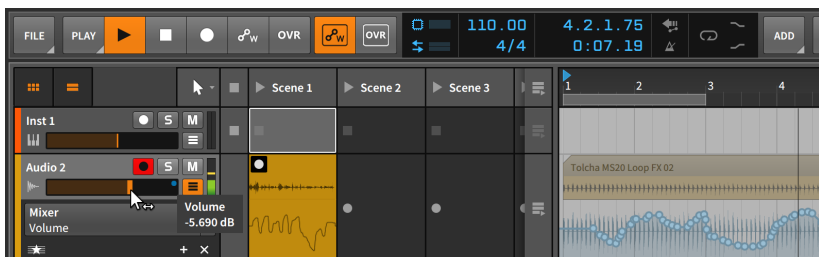 FILE PLAY OVR W OVR 110.00 4.2.1.75 ADD
W 4/4 0:07.19
Scene 1 Scene 2 Scene 3 1 2 3 4
Inst 1 S M
Audio 2 S M
Tolcha MS20 Loop FX 02
Volume
-5.690 dB
Mixer
Volume
+ ×